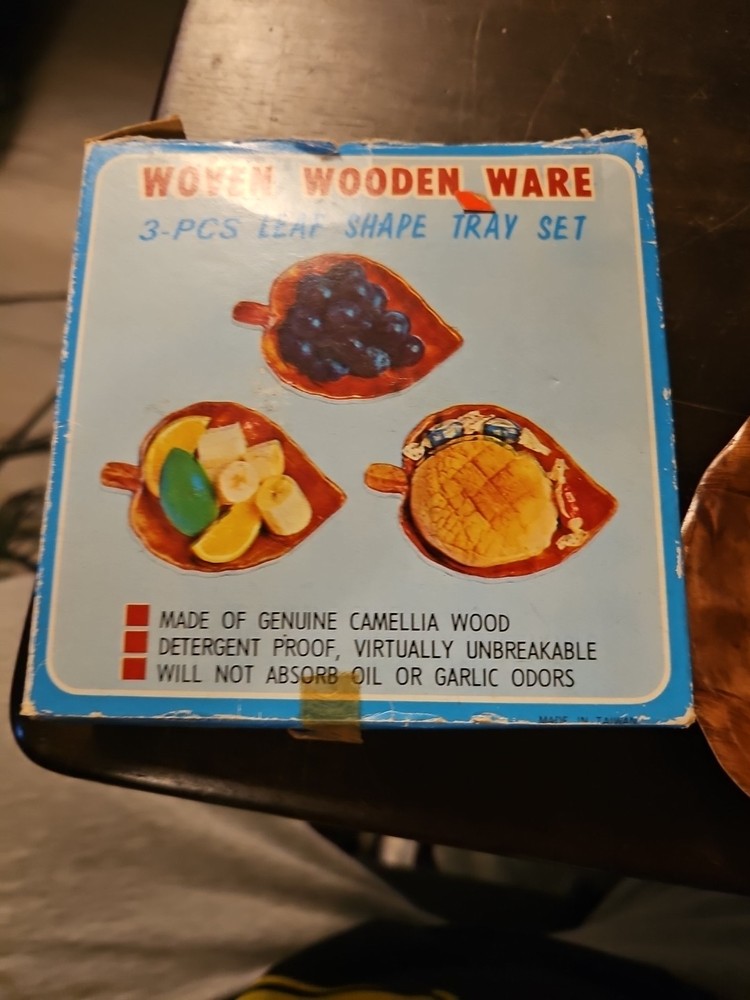 WOVEN WOODEN WARE
3-PCS LEAF SHAPE TRAY SET
MADE OF GENUINE CAMELLIA WOOD
DETERGENT PROOF, VIRTUALLY UNBREAKABLE
WILL NOT ABSORB OIL OR GARLIC ODORS
MADE IN TAIWAN